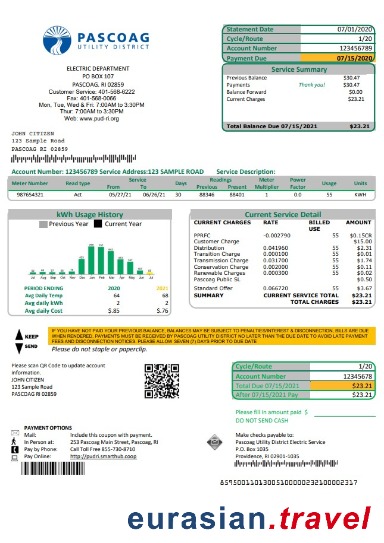 PASCOAG
UTILITY DISTRICT
Statement Date 07/01/2020
Cycle/Route 1/20
Account Number 123456789
Payment Due 07/15/2020
ELECTRIC DEPARTMENT
PO BOX 107
PASCOAG, RI 02859
Customer Service: 401-568-6222
Fax: 401-568-0066
Mon, Tue, Wed & Fri: 7:00AM to 3:30PM
Thur: 7:00AM to 3:30PM
Web: www.pud-ri.org
Service Summary
Previous Balance $30.47
Payments Thank you! $30.47
Balance Forward $0.00
Current Charges $23.21
Total Balance Due 07/15/2021 $23.21
JOHN CITIZEN
123 Sample Road
PASCOAG RI 02859
Account Number: 123456789 Service Address:123 SAMPLE ROAD Service Description:
Meter Number Read type Service From To Days Readings Previous Present Meter Multiplier Power Factor Usage Units
987654321 Act 05/27/21 06/26/21 30 88346 88401 1 0.0 55 KWH
kWh Usage History
Previous Year Current Year
PERIOD ENDING 2020 2021
Avg Daily Temp 64 68
Avg Daily kWh 2 2
Avg Daily Cost $.85 $.76
Current Service Detail
CURRENT CHARGES RATE BILLED USE AMOUNT
PPRFC -0.002790 55 $0.15CR
Customer Charge $15.00
Distribution 0.041960 55 $2.31
Transition Charge 0.000100 55 $0.01
Transmission Charge 0.031700 55 $1.74
Conservation Charge 0.002000 55 $0.11
Renewable Charge 0.000300 55 $0.02
Pascoag Public SL $0.50
Standard Offer 0.066720 55 $3.67
SUMMARY CURRENT SERVICE TOTAL $23.21
TOTAL CHARGES $23.21
KEEP
SEND
IF YOU HAVE NOT PAID YOUR PREVIOUS BALANCE, BALANCES MAY BE SUBJECT TO PENALTIES/INTEREST & DISCONNECTION. BILLS ARE DUE
WHEN RENDERED. PAYMENTS MUST BE RECEIVED BY PASCOAG UTILITY DISTRICT NO LATER THAN THE DUE DATE TO AVOID LATE PAYMENT
FEES AND DISCONNECTION NOTICES. PLEASE ALLOW SEVEN (7) DAYS PRIOR TO DUE DATE
Please do not staple or paperclip.
Please scan QR Code to update account
information.
JOHN CITIZEN
123 Sample Road
PASCOAG RI 02859
Cycle/Route 1/20
Account Number 12345678
Total Due 07/15/2021 $23.21
After 07/15/2021 Pay $23.21
Please fill in amount paid $
DO NOT SEND CASH
PAYMENT OPTIONS
Mail: Include this coupon with payment.
In Person at: 253 Pascoag Main Street, Pascoag, RI
Pay by Phone: Call Toll Free 855-730-8710
Pay Online: http://pudri.smarthub.coop
Make checks payable to:
Pascoag Utility District Electric Service
P.O. Box 1035
Providence, RI 02901-1035
eurasian.travel